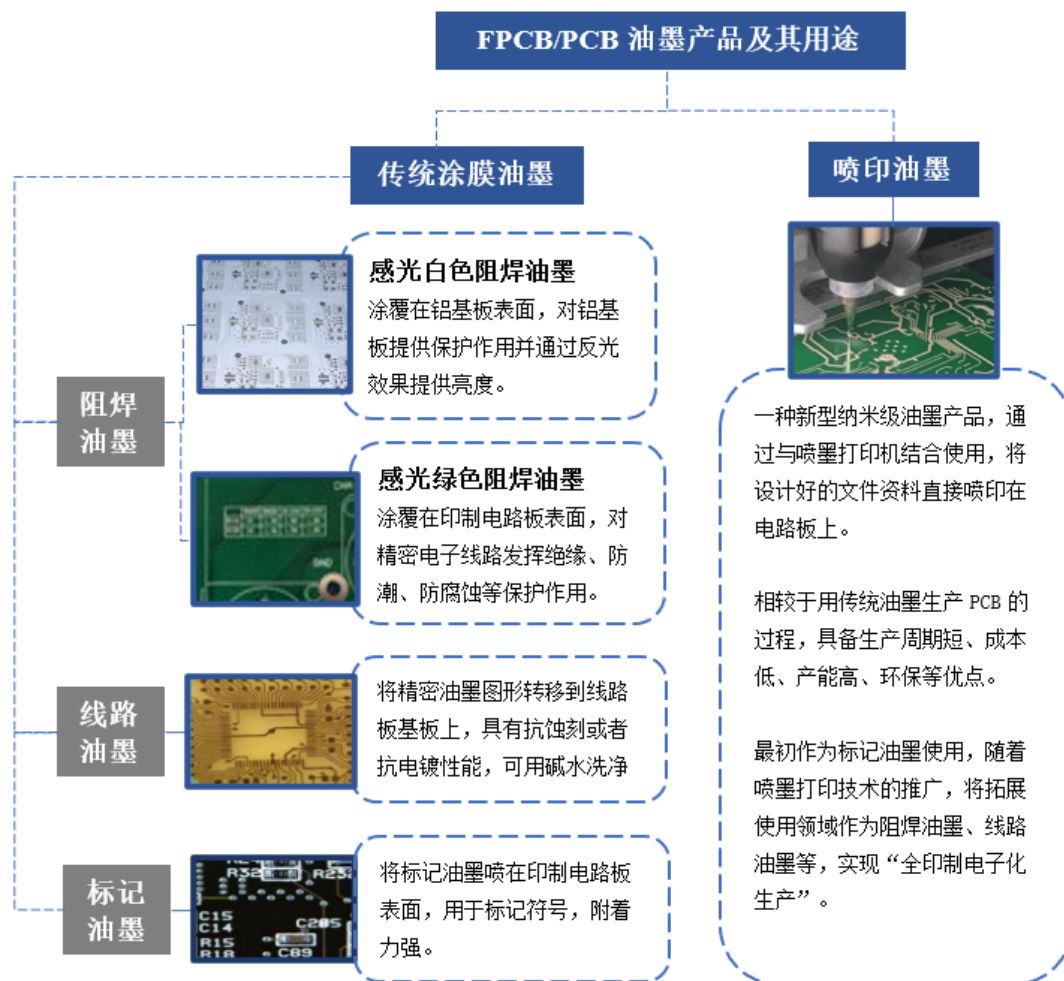 FPCB/PCB 油墨产品及其用途
传统涂膜油墨
喷印油墨
阻焊
油墨
感光白色阻焊油墨
涂覆在铝基板表面，对铝基
板提供保护作用并通过反光
效果提供亮度。
感光绿色阻焊油墨
涂覆在印制电路板表面，对
精密电子线路发挥绝缘、防
潮、防腐蚀等保护作用。
线路
油墨
将精密油墨图形转移到线路
板基板上，具有抗蚀刻或者
抗电镀性能，可用碱水洗净
标记
油墨
R32
R23
C15
C14
C205
R15
C89
R18
将标记油墨喷在印制电路板
表面，用于标记符号，附着
力强。
一种新型纳米级油墨产品，通
过与喷墨打印机结合使用，将
设计好的文件资料直接喷印在
电路板上。
相较于用传统油墨生产 PCB 的
过程，具备生产周期短、成本
低、产能高、环保等优点。
最初作为标记油墨使用，随着
喷墨打印技术的推广，将拓展
使用领域作为阻焊油墨、线路
油墨等，实现“全印制电子化
生产”。